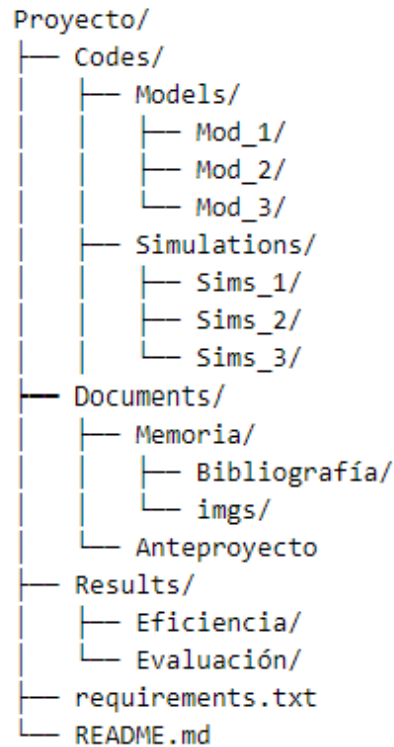 Proyecto/
├── Codes/
│   ├── Models/
│   │   ├── Mod_1/
│   │   ├── Mod_2/
│   │   └── Mod_3/
│   ├── Simulations/
│   │   ├── Sims_1/
│   │   ├── Sims_2/
│   │   └── Sims_3/
├── Documents/
│   ├── Memoria/
│   │   ├── Bibliografía/
│   │   └── imgs/
│   └── Anteproyecto
├── Results/
│   ├── Eficiencia/
│   └── Evaluación/
├── requirements.txt
└── README.md